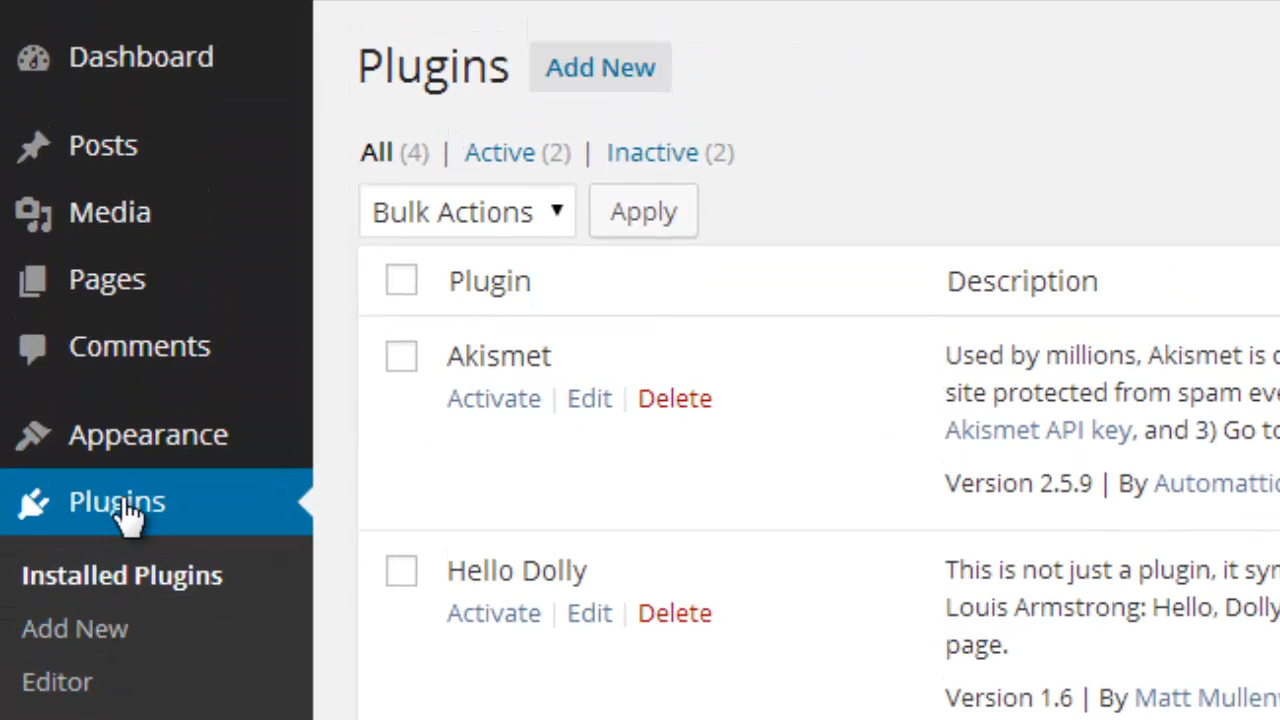 Dashboard
Posts
Media
Pages
Comments
Appearance
Plugins
Installed Plugins
Add New
Editor
Plugins Add New
All (4) | Active (2) | Inactive (2)
Bulk Actions Apply
Plugin Description
Akismet
Activate | Edit | Delete
Used by millions, Akismet is
site protected from spam
Akismet API key, and 3) Go to
Version 2.5.9 | By Automattic
Hello Dolly
Activate | Edit | Delete
This is not just a plugin, it
Louis Armstrong: Hello, Dolly
page.
Version 1.6 | By Matt